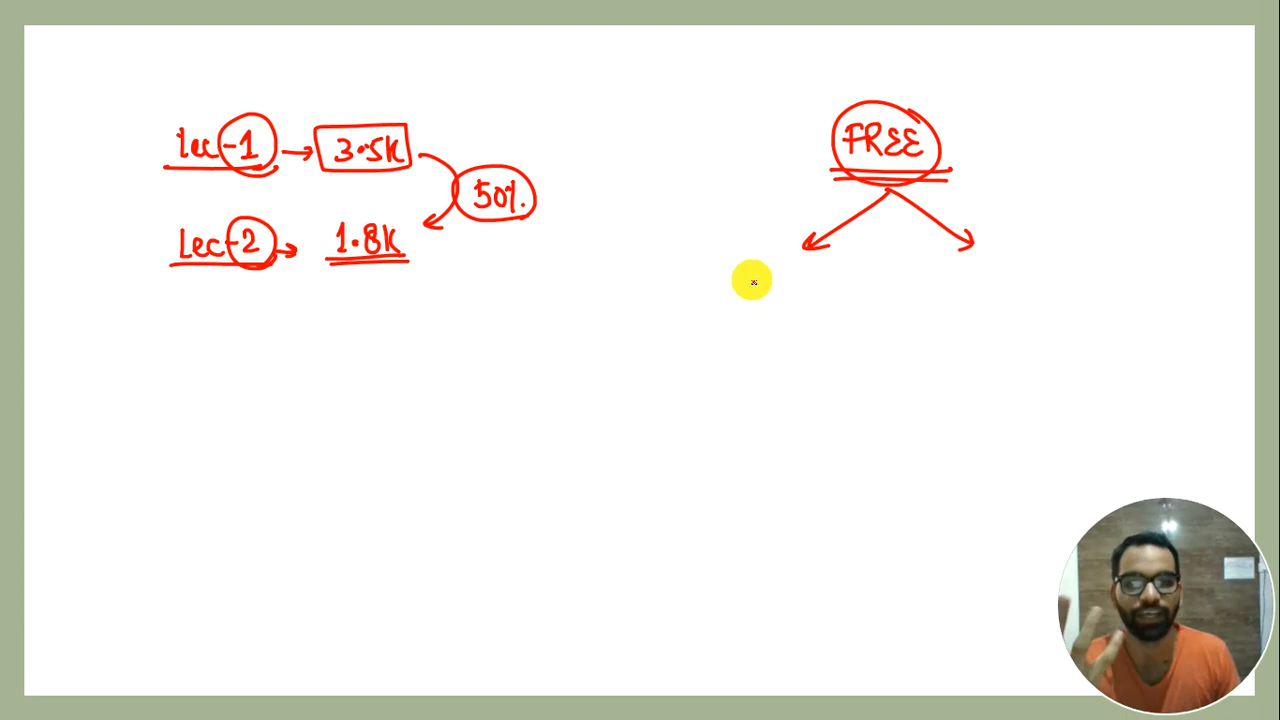 lec-1 → 3.5K
50%.
lec-2 → 1.8K
FREE